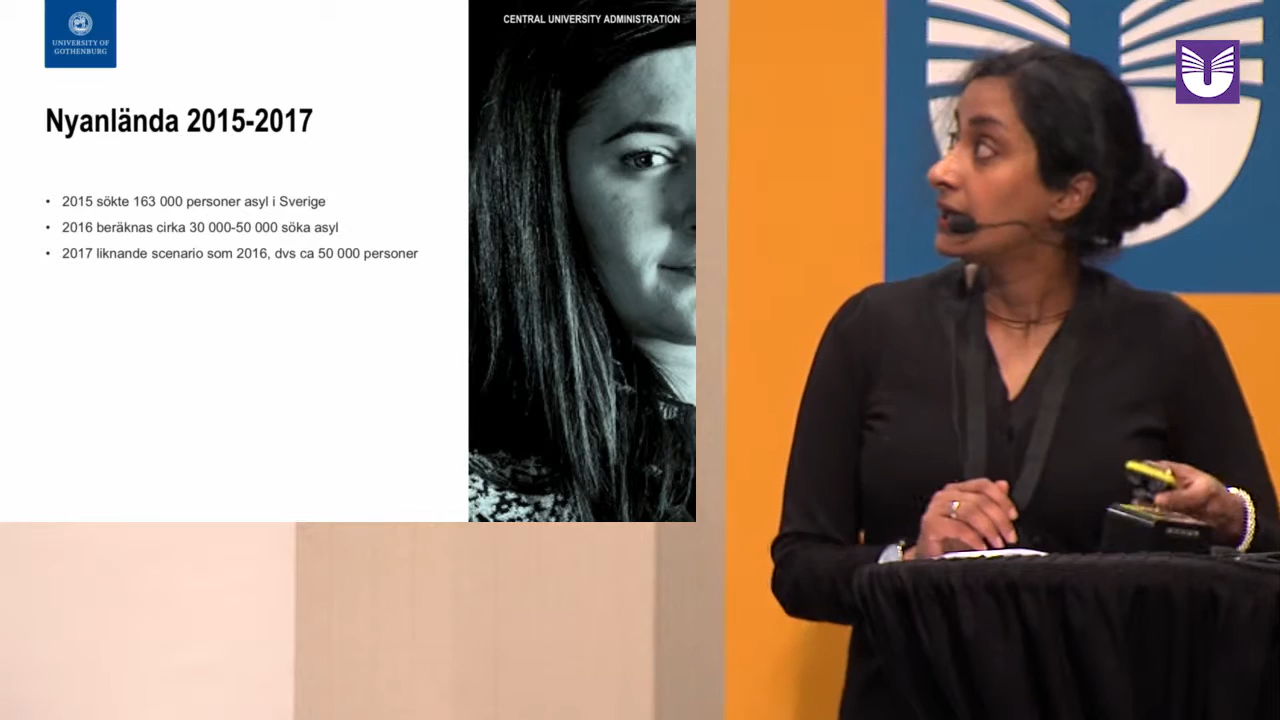 UNIVERSITY OF
GOTHENBURG
CENTRAL UNIVERSITY ADMINISTRATION
Nyanlända 2015-2017
• 2015 sökte 163 000 personer asyl i Sverige
• 2016 beräknas cirka 30 000-50 000 söka asyl
• 2017 liknande scenario som 2016, dvs ca 50 000 personer